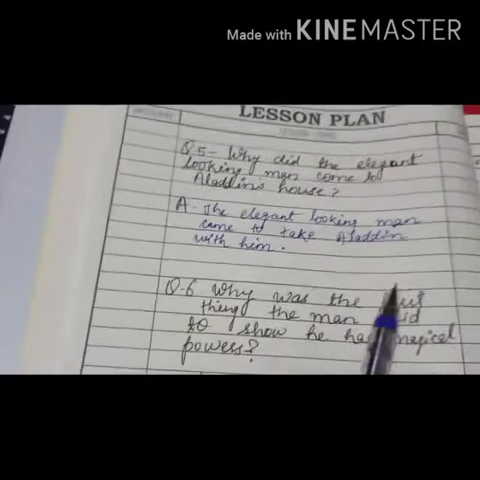 Made with KINEMASTER
LESSON PLAN
Q 5- Why did the elegant
looking man come to
Aladdin's house?
A - The elegant looking man
came to take Aladdin
with him.
Q.6 Why was the
thing the man
to show he has magical
powers?